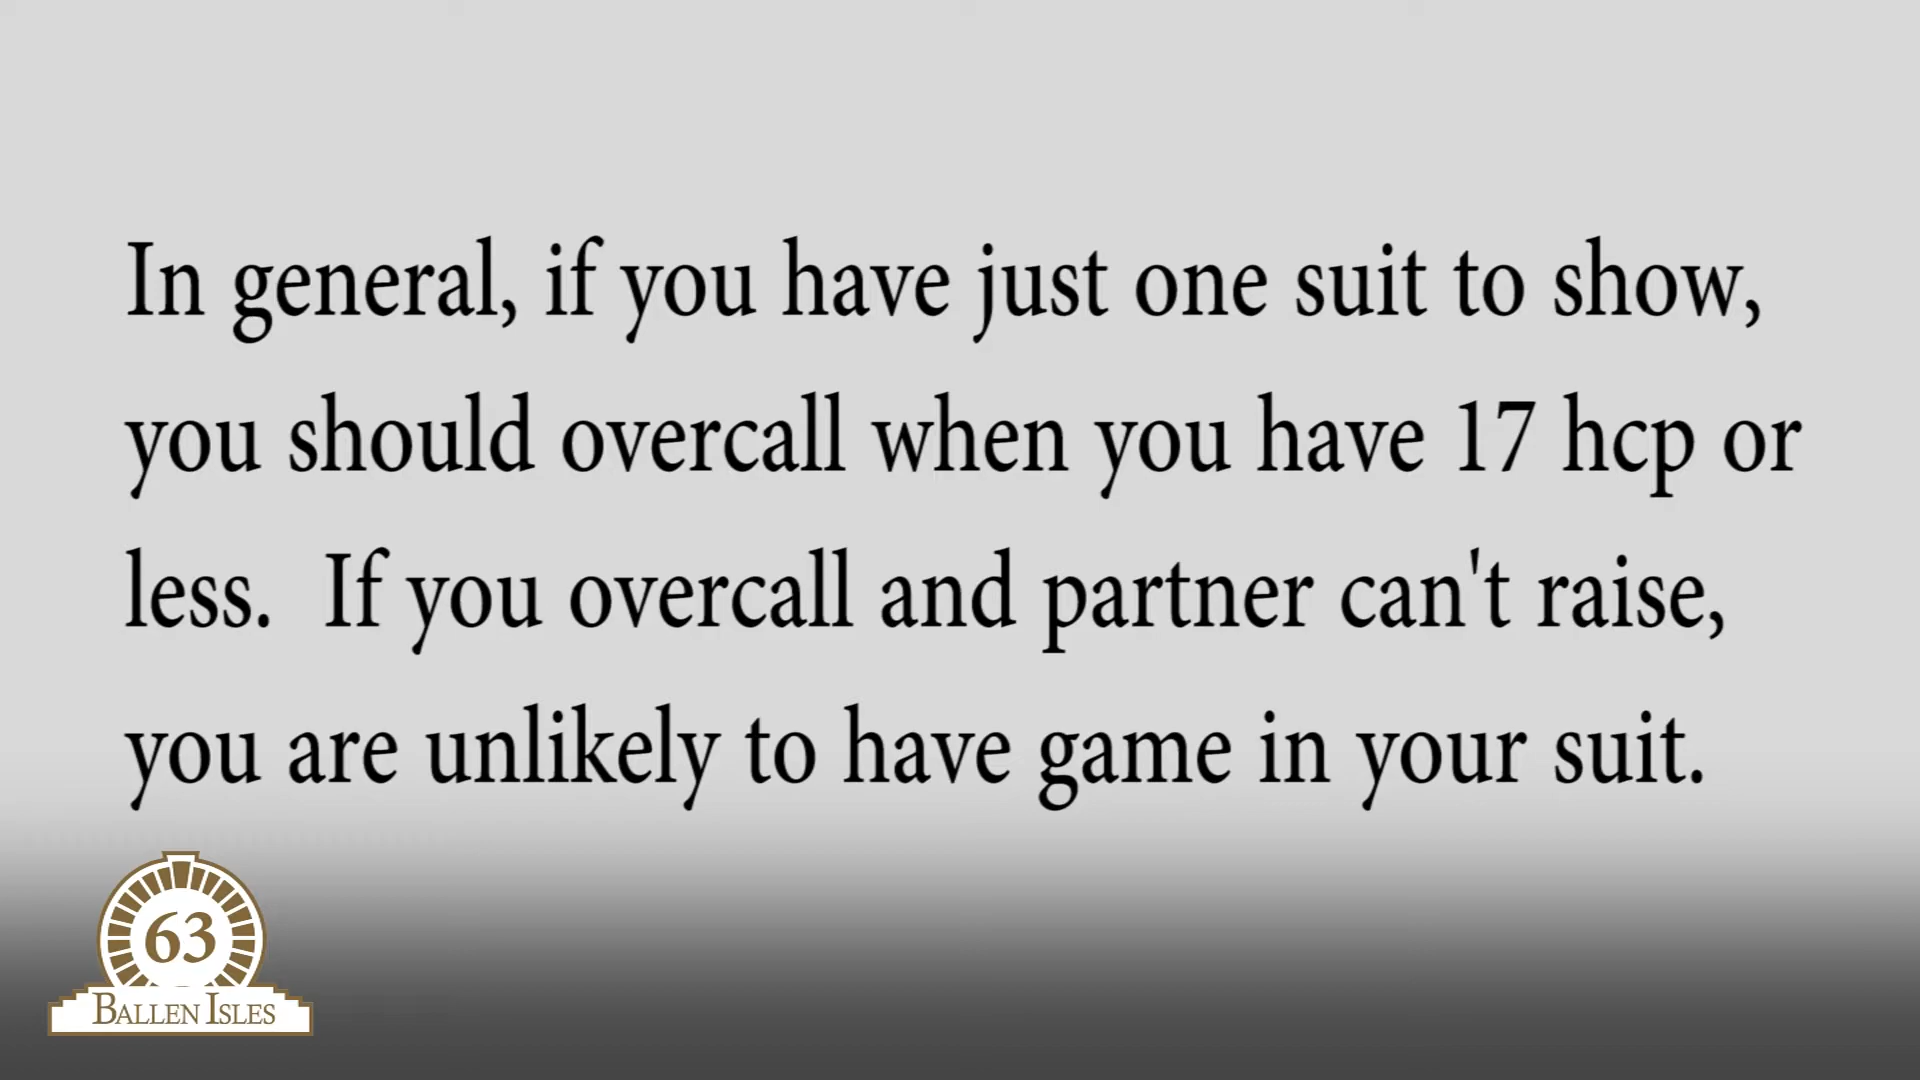 In general, if you have just one suit to show,
you should overcall when you have 17 hcp or
less.  If you overcall and partner can't raise,
you are unlikely to have game in your suit.
63
BALLEN ISLES